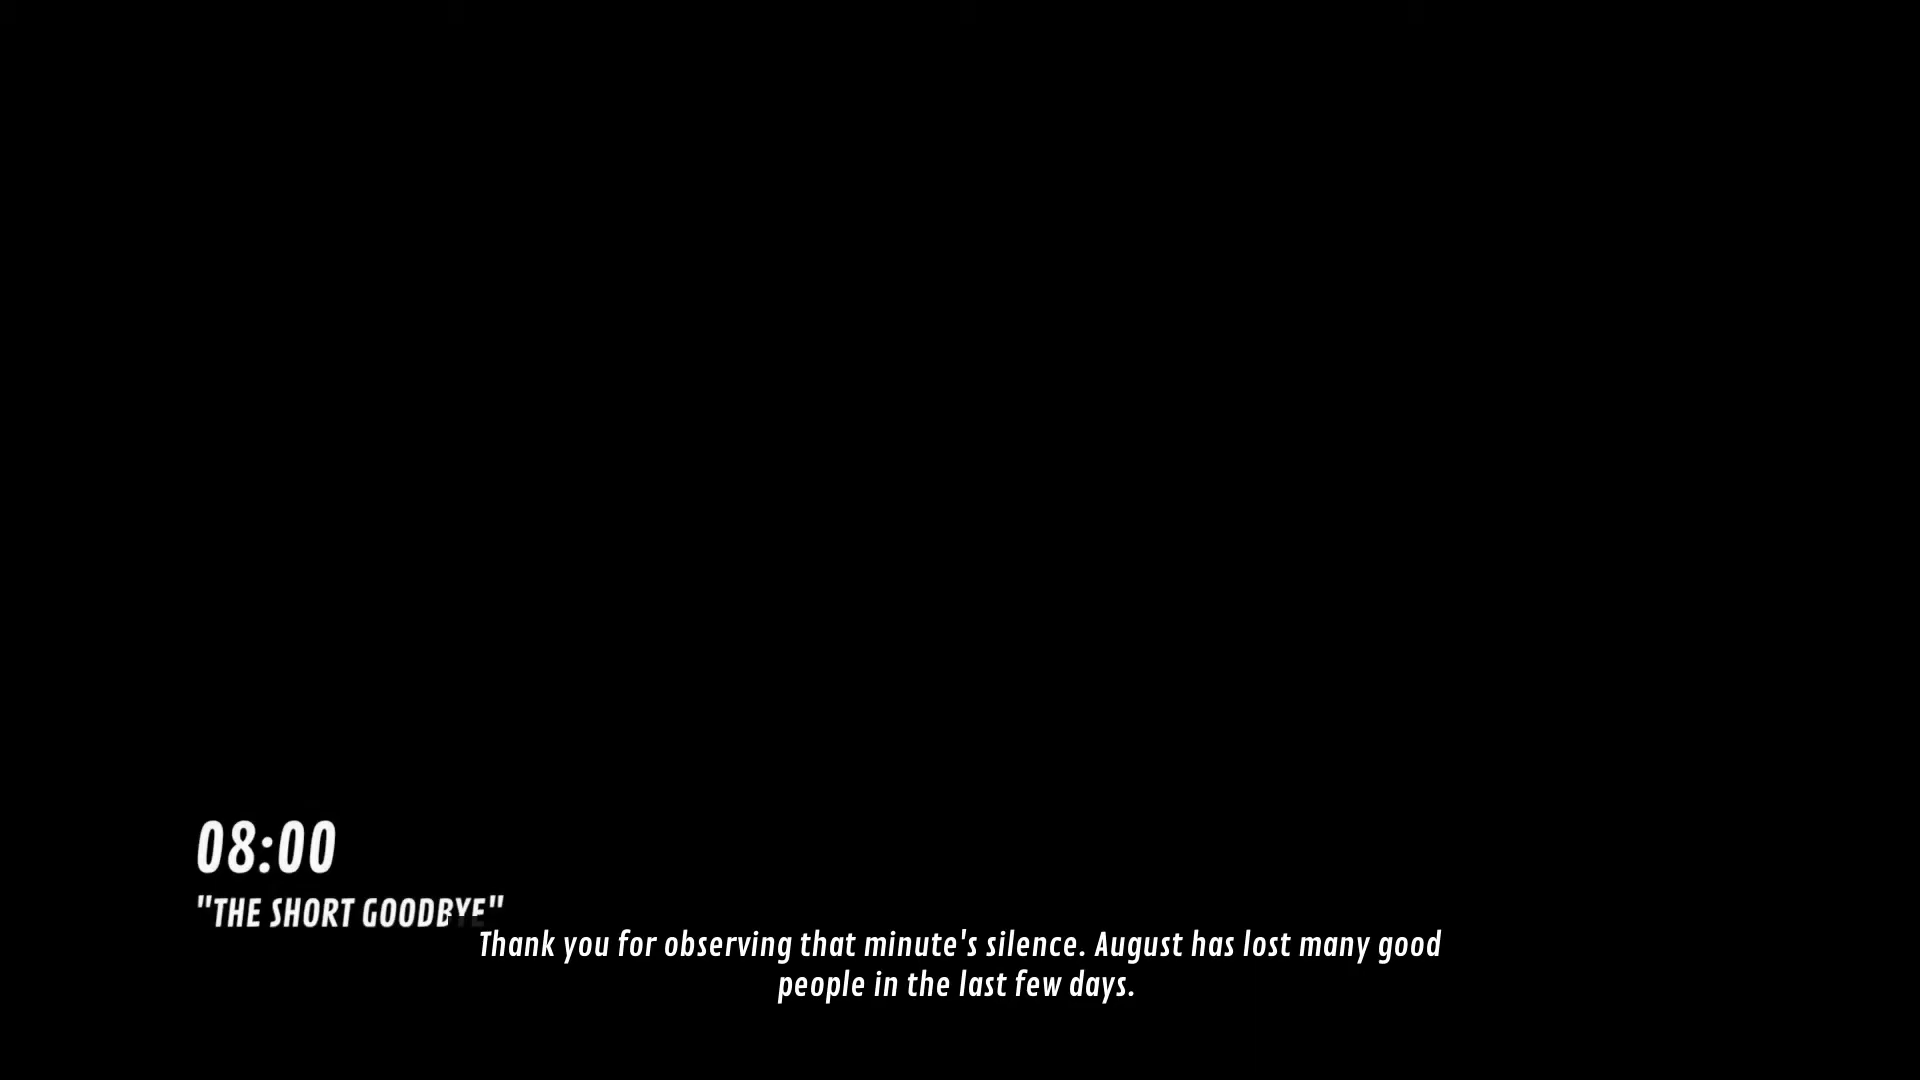 08:00
"THE SHORT GOODBYE"
Thank you for observing that minute's silence. August has lost many good
people in the last few days.